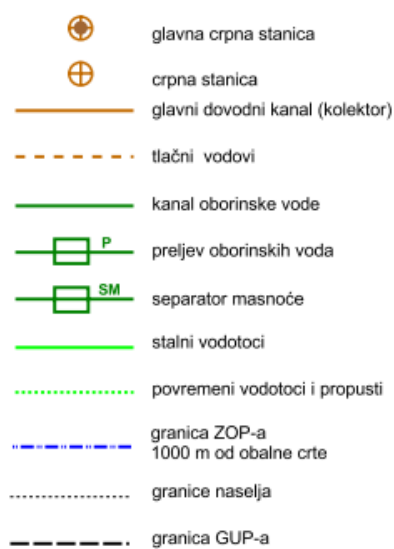 glavna crpna stanica
crpna stanica
glavni dovodni kanal (kolektor)
tlačni vodovi
kanal oborinske vode
P
preljev oborinskih voda
SM
separator masnoće
stalni vodotoci
povremeni vodotoci i propusti
granica ZOP-a
1000 m od obalne crte
granice naselja
granica GUP-a